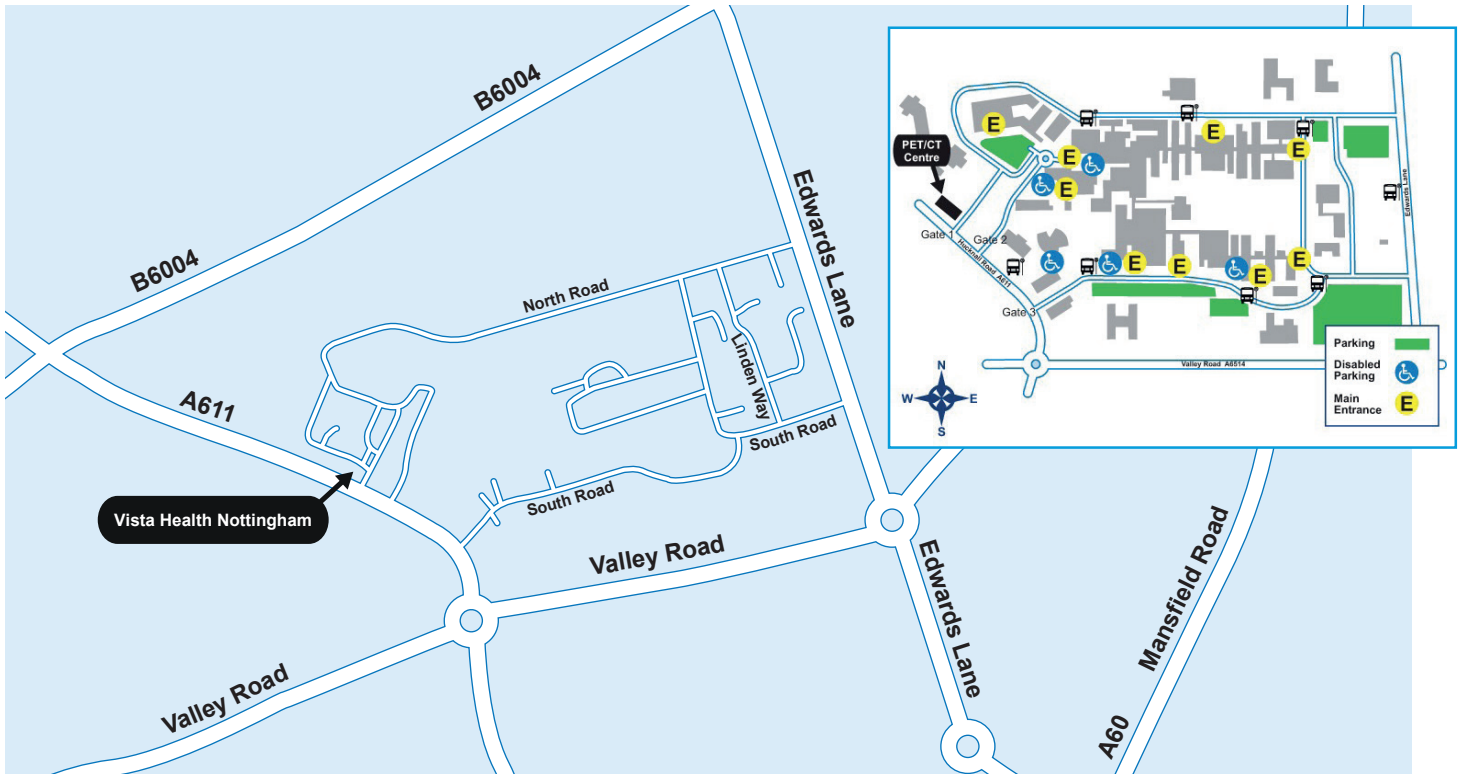 B6004
B6004
Edwards Lane
North Road
Linden Way
A611
South Road
South Road
Vista Health Nottingham
Valley Road
Edwards Lane
Valley Road
Mansfield Road
A60
PET/CT
Centre
E
E
E
E
E
E
E
E
E
E
Edwards Lane
Gate 1
Gate 2
Hucknall Road A611
Gate 3
Valley Road A6514
N
W
E
S
Parking
Disabled
Parking
Main
Entrance
E